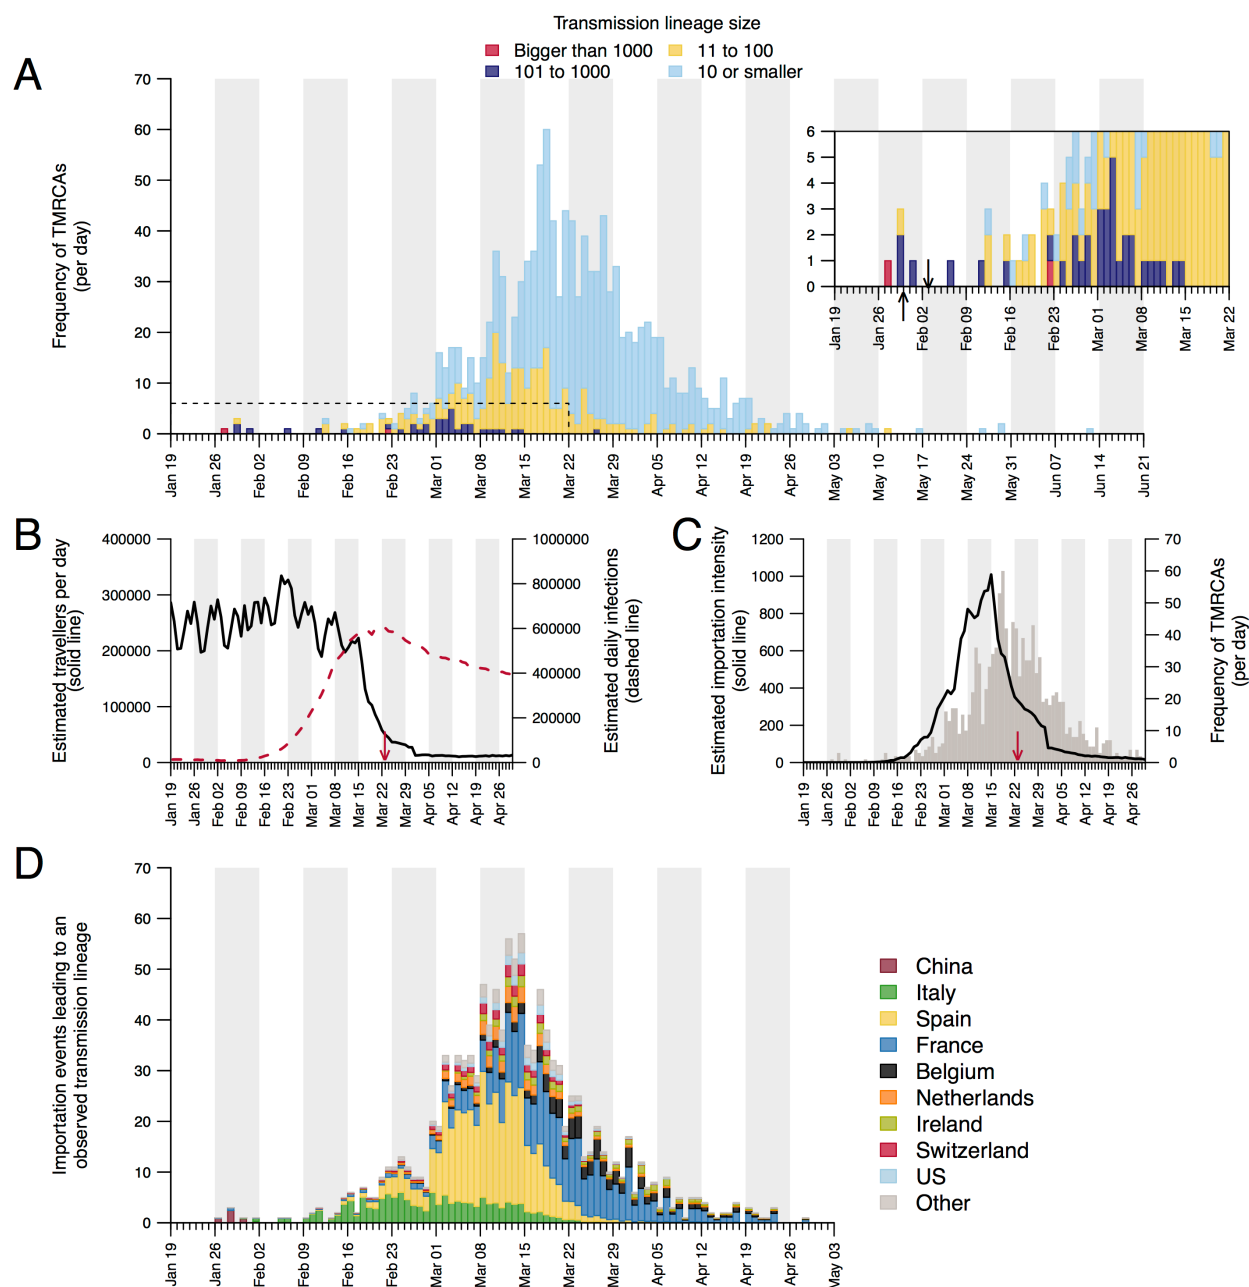 Transmission lineage size
Bigger than 1000
11 to 100
101 to 1000
10 or smaller
A
Frequency of TMRCAs
(per day)
70
60
50
40
30
20
10
0
Jan 19
Jan 26
Feb 02
Feb 09
Feb 16
Feb 23
Mar 01
Mar 08
Mar 15
Mar 22
Mar 29
Apr 05
Apr 12
Apr 19
Apr 26
May 03
May 10
May 17
May 24
May 31
Jun 07
Jun 14
Jun 21
6
5
4
3
2
1
0
Jan 19
Jan 26
Feb 02
Feb 09
Feb 16
Feb 23
Mar 01
Mar 08
Mar 15
Mar 22
B
Estimated travellers per day
(solid line)
400000
300000
200000
100000
0
1000000
800000
600000
400000
200000
0
Estimated daily infections
(dashed line)
Jan 19
Jan 26
Feb 02
Feb 09
Feb 16
Feb 23
Mar 01
Mar 08
Mar 15
Mar 22
Mar 29
Apr 05
Apr 12
Apr 19
Apr 26
C
Estimated importation intensity
(solid line)
1200
1000
800
600
400
200
0
70
60
50
40
30
20
10
0
Frequency of TMRCAs
(per day)
Jan 19
Jan 26
Feb 02
Feb 09
Feb 16
Feb 23
Mar 01
Mar 08
Mar 15
Mar 22
Mar 29
Apr 05
Apr 12
Apr 19
Apr 26
D
Importation events leading to an
observed transmission lineage
70
60
50
40
30
20
10
0
Jan 19
Jan 26
Feb 02
Feb 09
Feb 16
Feb 23
Mar 01
Mar 08
Mar 15
Mar 22
Mar 29
Apr 05
Apr 12
Apr 19
Apr 26
May 03
China
Italy
Spain
France
Belgium
Netherlands
Ireland
Switzerland
US
Other